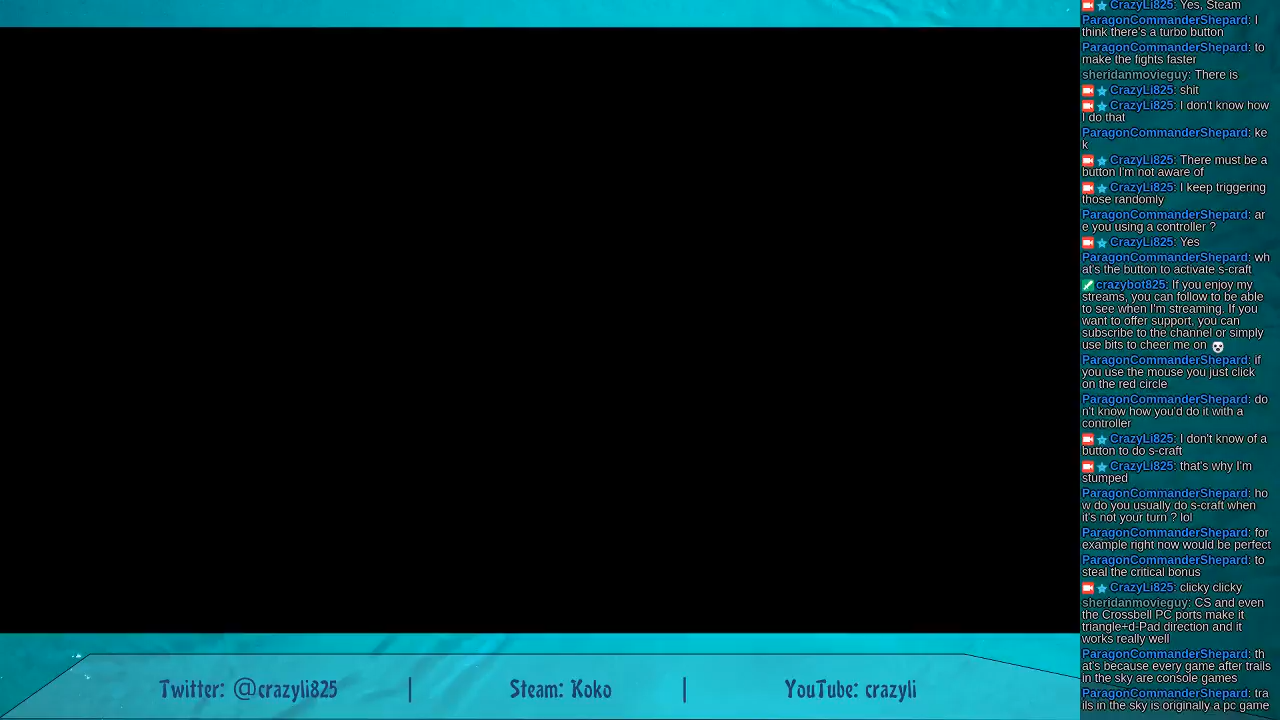 CrazyLi825: Yes, Steam
ParagonCommanderShepard: I
think there's a turbo button
ParagonCommanderShepard: to
make the fights faster
sheridanmovieguy: There is
CrazyLi825: shit
CrazyLi825: I don't know how
I do that
ParagonCommanderShepard: ke
k
CrazyLi825: There must be a
button I'm not aware of
CrazyLi825: I keep triggering
those randomly
ParagonCommanderShepard: ar
e you using a controller ?
CrazyLi825: Yes
ParagonCommanderShepard: wh
at's the button to activate s-craft
crazybot825: If you enjoy my
streams, you can follow to be able
to see when I'm streaming. If you
want to offer support, you can
subscribe to the channel or simply
use bits to cheer me on
ParagonCommanderShepard: if
you use the mouse you just click
on the red circle
ParagonCommanderShepard: do
n't know how you'd do it with a
controller
CrazyLi825: I don't know of a
button to do s-craft
CrazyLi825: that's why I'm
stumped
ParagonCommanderShepard: ho
w do you usually do s-craft when
it's not your turn ? lol
ParagonCommanderShepard: for
example right now would be perfect
ParagonCommanderShepard: to
steal the critical bonus
CrazyLi825: clicky clicky
sheridanmovieguy: CS and even
the Crossbell PC ports make it
triangle+d-Pad direction and it
works really well
ParagonCommanderShepard: th
at's because every game after trails
in the sky are console games
ParagonCommanderShepard: tra
ils in the sky is originally a pc game
Twitter: @crazyli825 | Steam: Koko | YouTube: crazyli